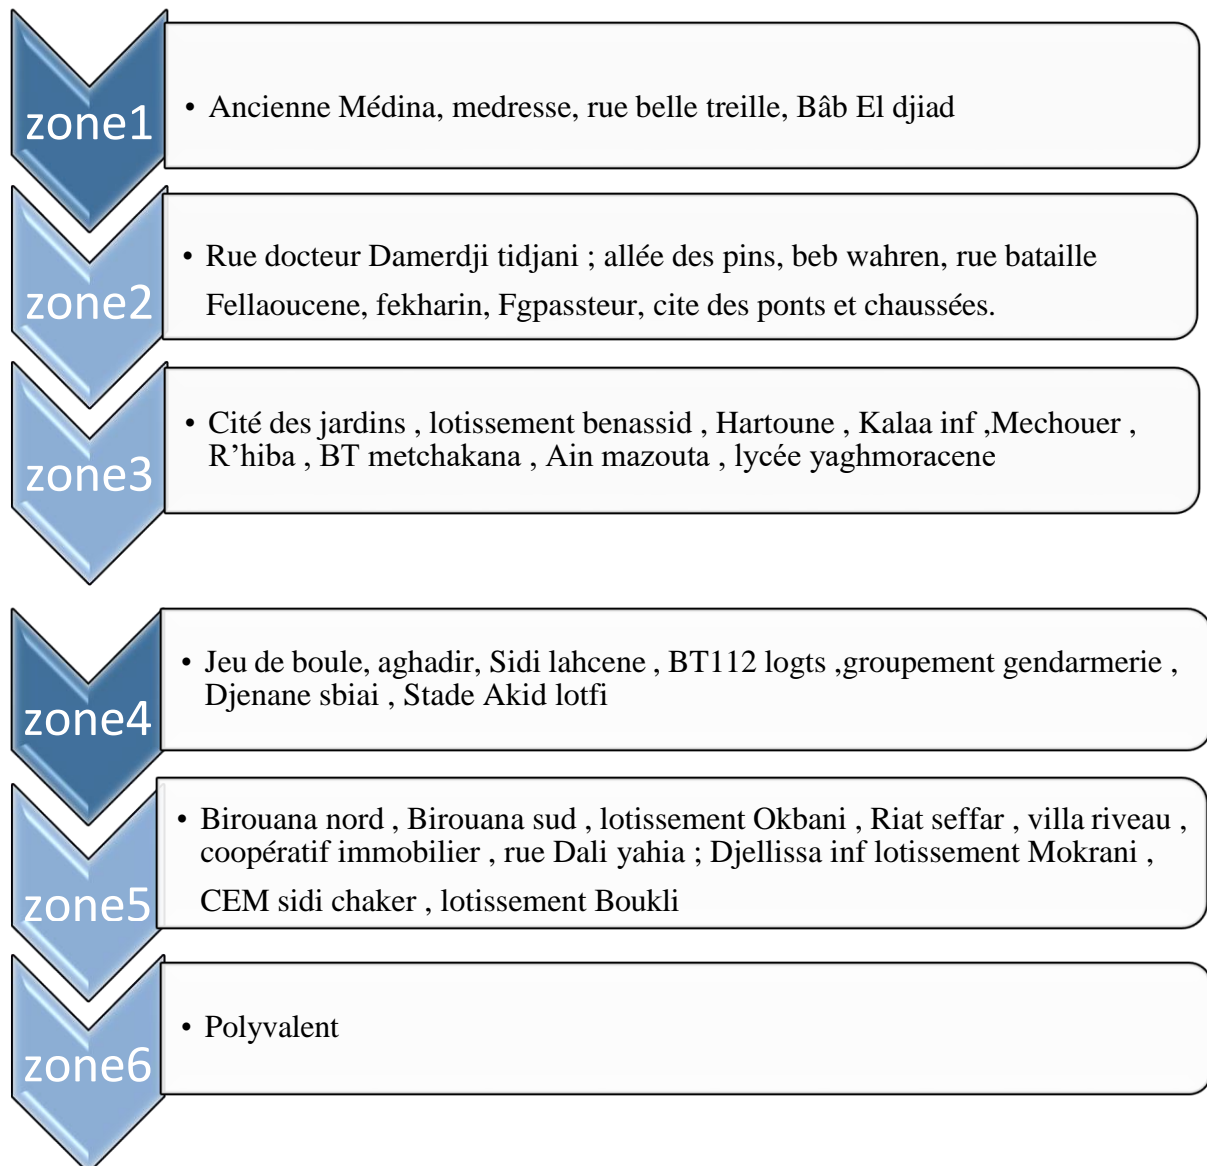 zone1
• Ancienne Médina, medresse, rue belle treille, Bâb El djiad
zone2
• Rue docteur Damerdji tidjani ; allée des pins, beb wahren, rue bataille
Fellaoucene, fekharin, Fgpassteur, cite des ponts et chaussées.
zone3
• Cité des jardins , lotissement benassid , Hartoune , Kalaa inf ,Mechouer ,
R’hiba , BT metchakana , Ain mazouta , lycée yaghmoracene
zone4
• Jeu de boule, aghadir, Sidi lahcene , BT112 logts ,groupement gendarmerie ,
Djenane sbiai , Stade Akid lotfi
zone5
• Birouana nord , Birouana sud , lotissement Okbani , Riat seffar , villa riveau ,
coopératif immobilier , rue Dali yahia ; Djellissa inf lotissement Mokrani ,
CEM sidi chaker , lotissement Boukli
zone6
• Polyvalent